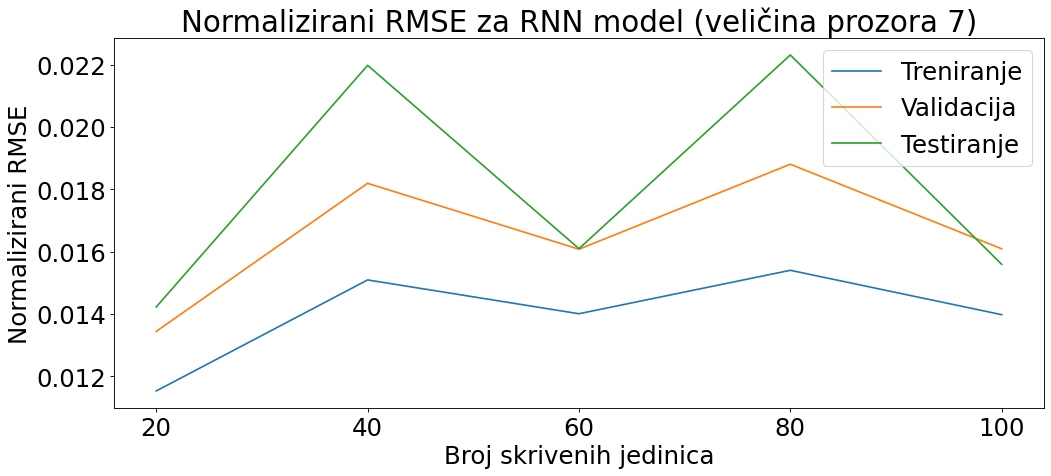 Normalizirani RMSE za RNN model (veličina prozora 7)
Normalizirani RMSE
0.022
0.020
0.018
0.016
0.014
0.012
Treniranje
Validacija
Testiranje
20 40 60 80 100
Broj skrivenih jedinica